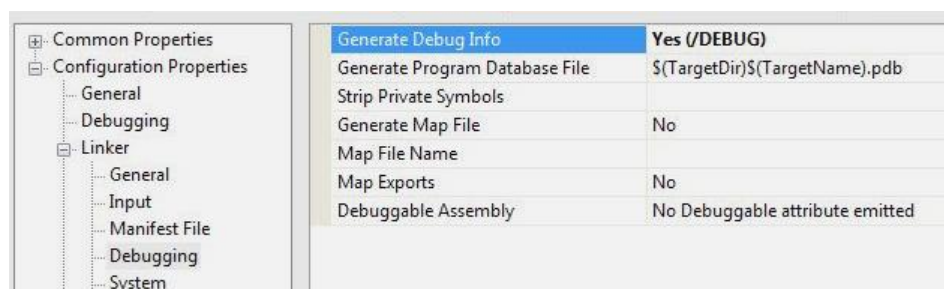 Common Properties
Configuration Properties
General
Debugging
Linker
General
Input
Manifest File
Debugging
System
Generate Debug Info Yes (/DEBUG)
Generate Program Database File $(TargetDir)$(TargetName).pdb
Strip Private Symbols
Generate Map File No
Map File Name
Map Exports No
Debuggable Assembly No Debuggable attribute emitted